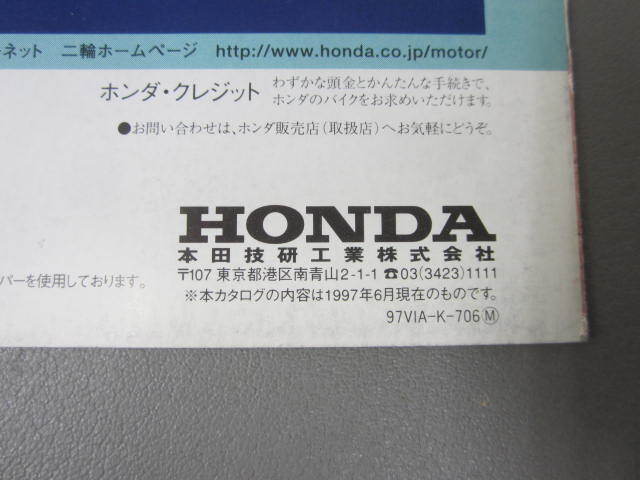 ーネット 二輪ホームページ http://www.honda.co.jp/motor/
ホンダ・クレジット わずかな頭金とかんたんな手続きで、
ホンダのバイクをお求めいただけます。
●お問い合わせは、ホンダ販売店(取扱店)へお気軽にどうぞ。
HONDA
本田技研工業株式会社
パーを使用しております。
〒107 東京都港区南青山2-1-1 ☎03(3423)1111
※本カタログの内容は1997年6月現在のものです。
97VIA-K-706Ⓜ